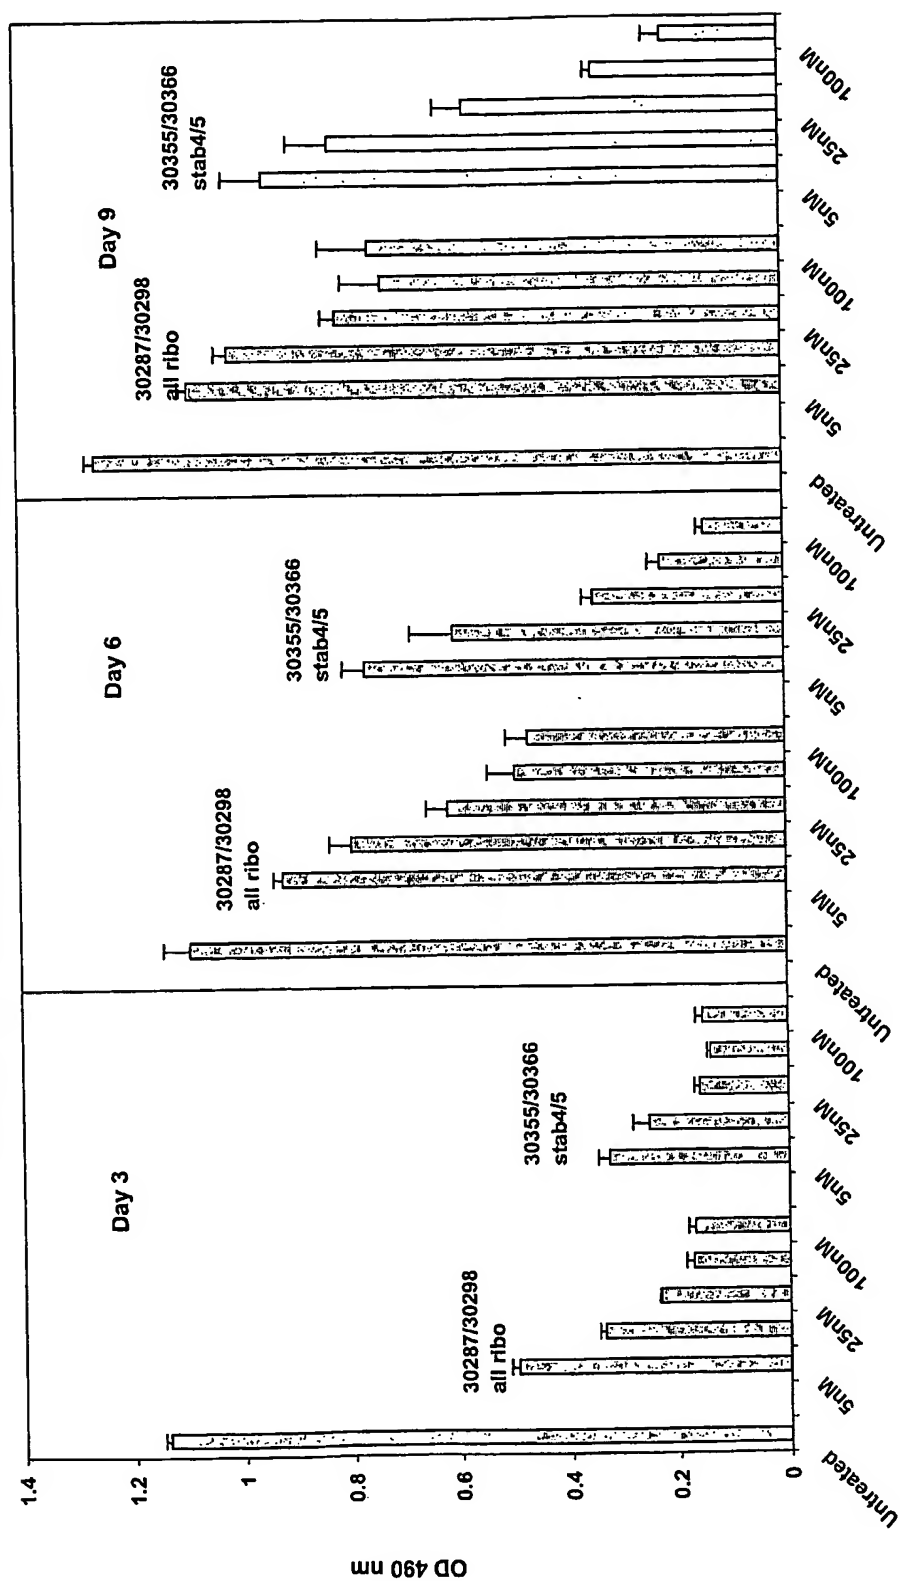 OD 490 nm
1.4
1.2
1
0.8
0.6
0.4
0.2
0
Day 3
30287/30298
all ribo
30355/30366
stab4/5
Day 6
30287/30298
all ribo
30355/30366
stab4/5
Day 9
30287/30298
all ribo
30355/30366
stab4/5
Untreated
5nM
25nM
100nM
5nM
25nM
100nM
Untreated
5nM
25nM
100nM
5nM
25nM
100nM
Untreated
5nM
25nM
100nM
5nM
25nM
100nM